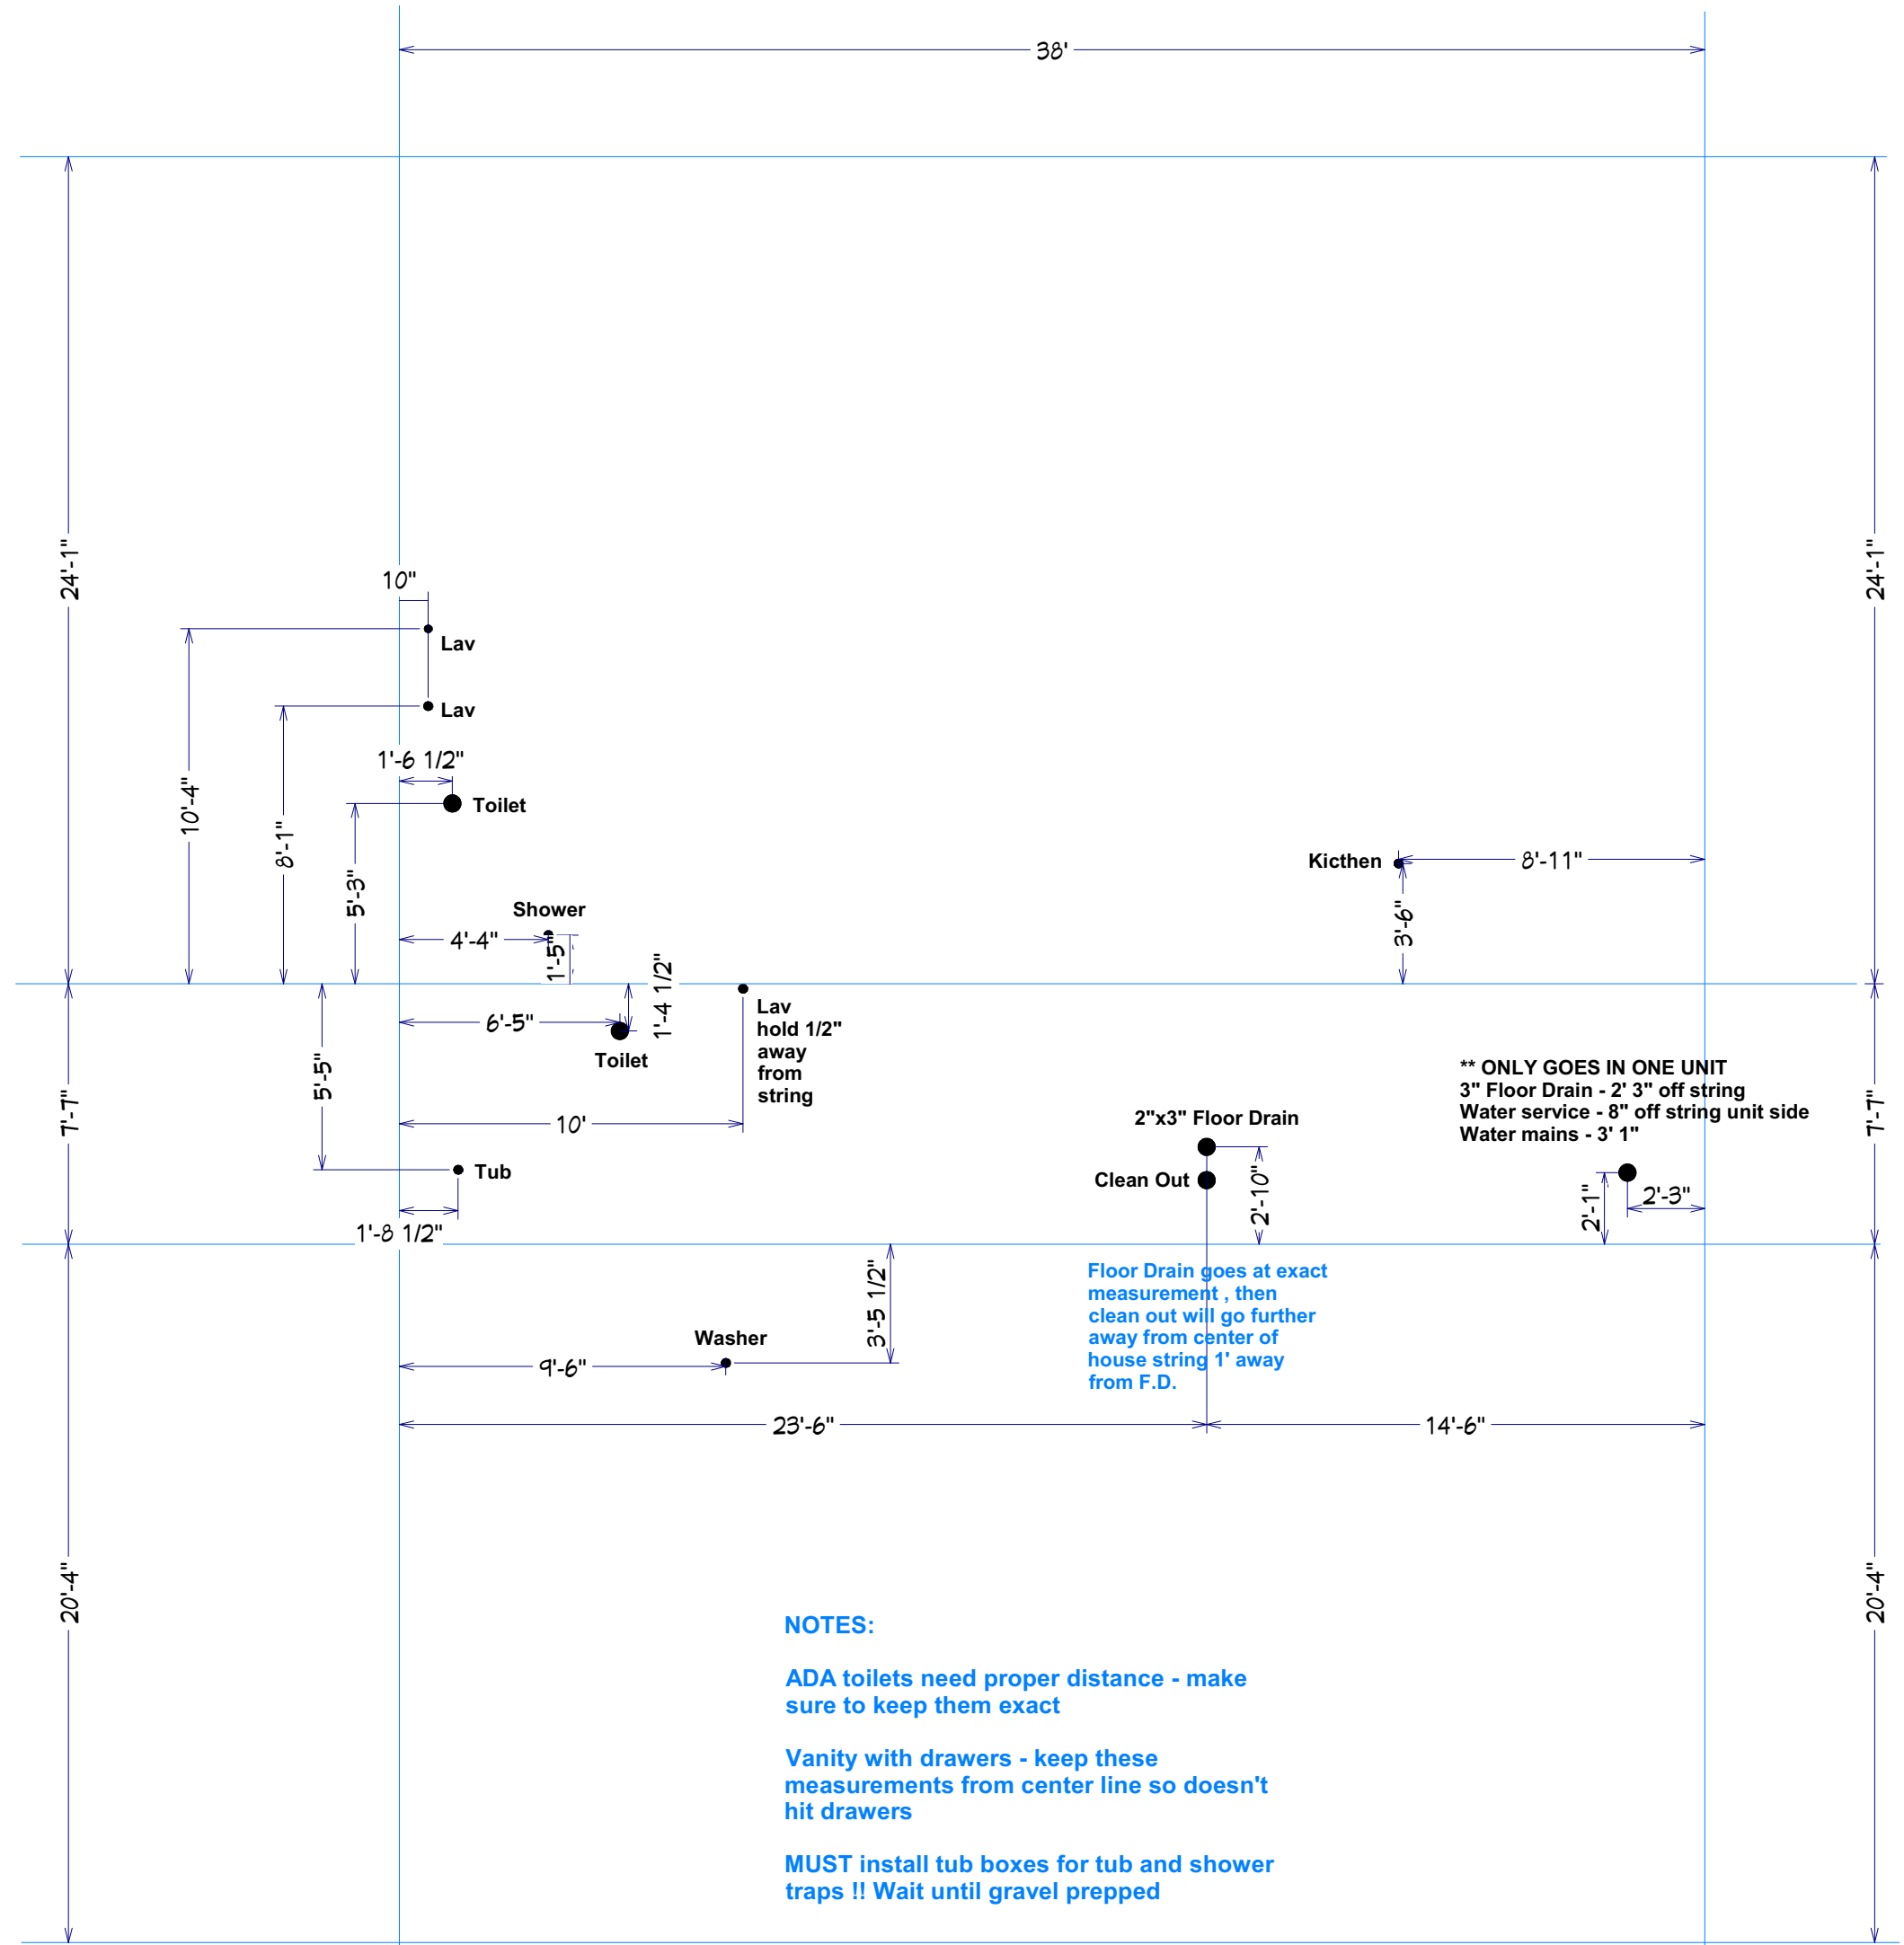 38'
24'-1"
24'-1"
10"
Lav
Lav
1'-6 1/2"
Toilet
10'-4"
8'-1"
5'-3"
Kicthen
8'-11"
3'-6"
Shower
4'-4"
1'-5"
1'-4 1/2"
6'-5"
Toilet
Lav
hold 1/2"
away
from
string
5'-5"
7'-7"
7'-7"
10'
** ONLY GOES IN ONE UNIT
3" Floor Drain - 2' 3" off string
Water service - 8" off string unit side
Water mains - 3' 1"
2"x3" Floor Drain
Clean Out
2'-10"
2'-1"
2'-3"
Tub
1'-8 1/2"
Floor Drain goes at exact
measurement , then
clean out will go further
away from center of
house string 1' away
from F.D.
3'-5 1/2"
Washer
9'-6"
23'-6"
14'-6"
20'-4"
20'-4"
NOTES:
ADA toilets need proper distance - make
sure to keep them exact
Vanity with drawers - keep these
measurements from center line so doesn't
hit drawers
MUST install tub boxes for tub and shower
traps !! Wait until gravel prepped